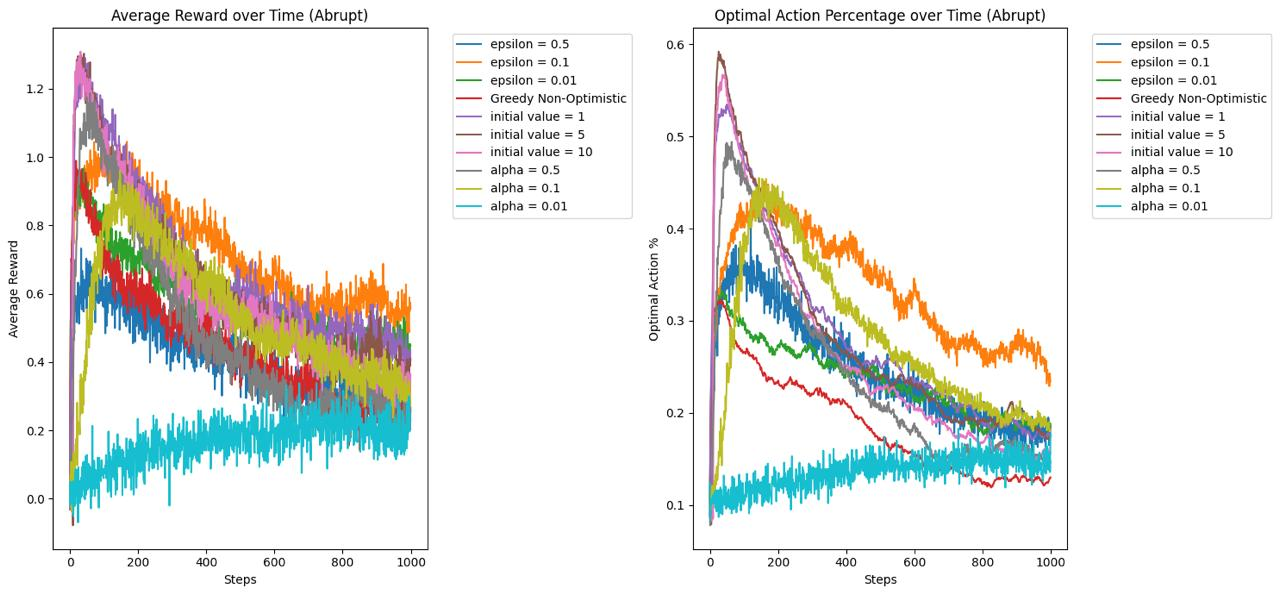 Average Reward over Time (Abrupt)
Average Reward
1.2
1.0
0.8
0.6
0.4
0.2
0.0
0
200
400
600
800
1000
Steps
epsilon = 0.5
epsilon = 0.1
epsilon = 0.01
Greedy Non-Optimistic
initial value = 1
initial value = 5
initial value = 10
alpha = 0.5
alpha = 0.1
alpha = 0.01
Optimal Action Percentage over Time (Abrupt)
Optimal Action %
0.6
0.5
0.4
0.3
0.2
0.1
0
200
400
600
800
1000
Steps
epsilon = 0.5
epsilon = 0.1
epsilon = 0.01
Greedy Non-Optimistic
initial value = 1
initial value = 5
initial value = 10
alpha = 0.5
alpha = 0.1
alpha = 0.01